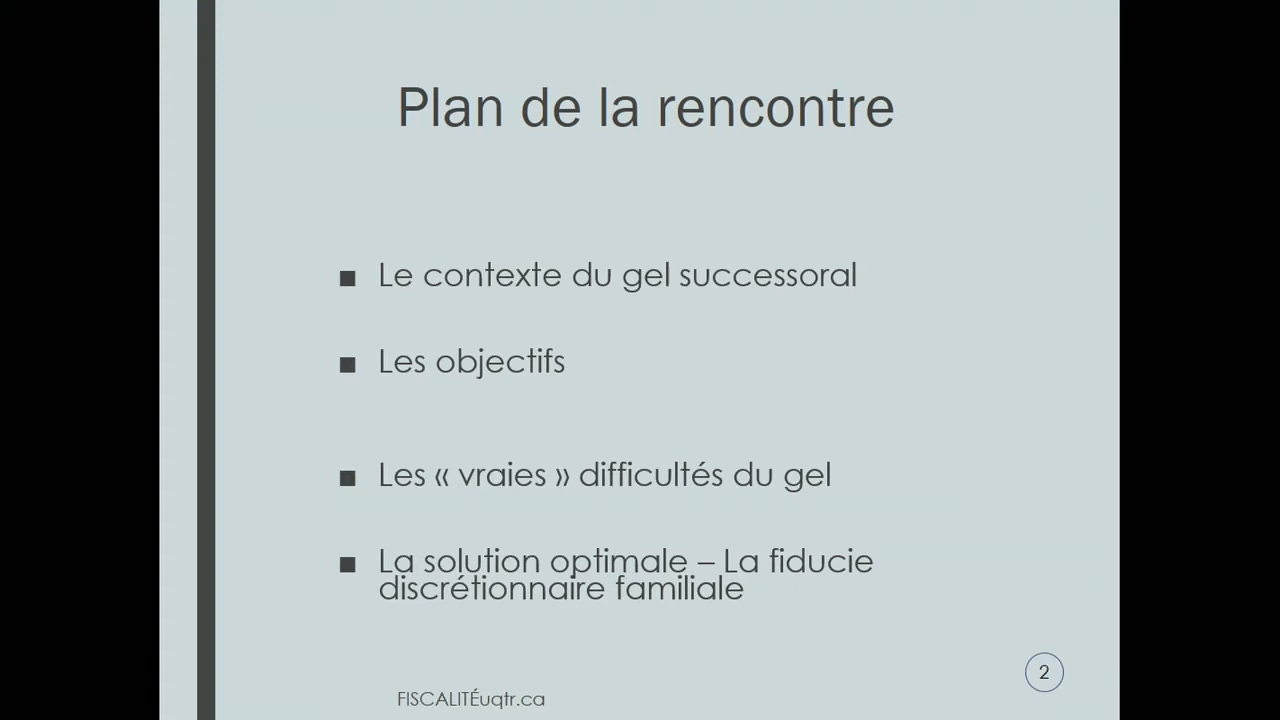 Plan de la rencontre
■ Le contexte du gel successoral
■ Les objectifs
■ Les « vraies » difficultés du gel
■ La solution optimale – La fiducie
discrétionnaire familiale
2
FISCALITÉuqtr.ca